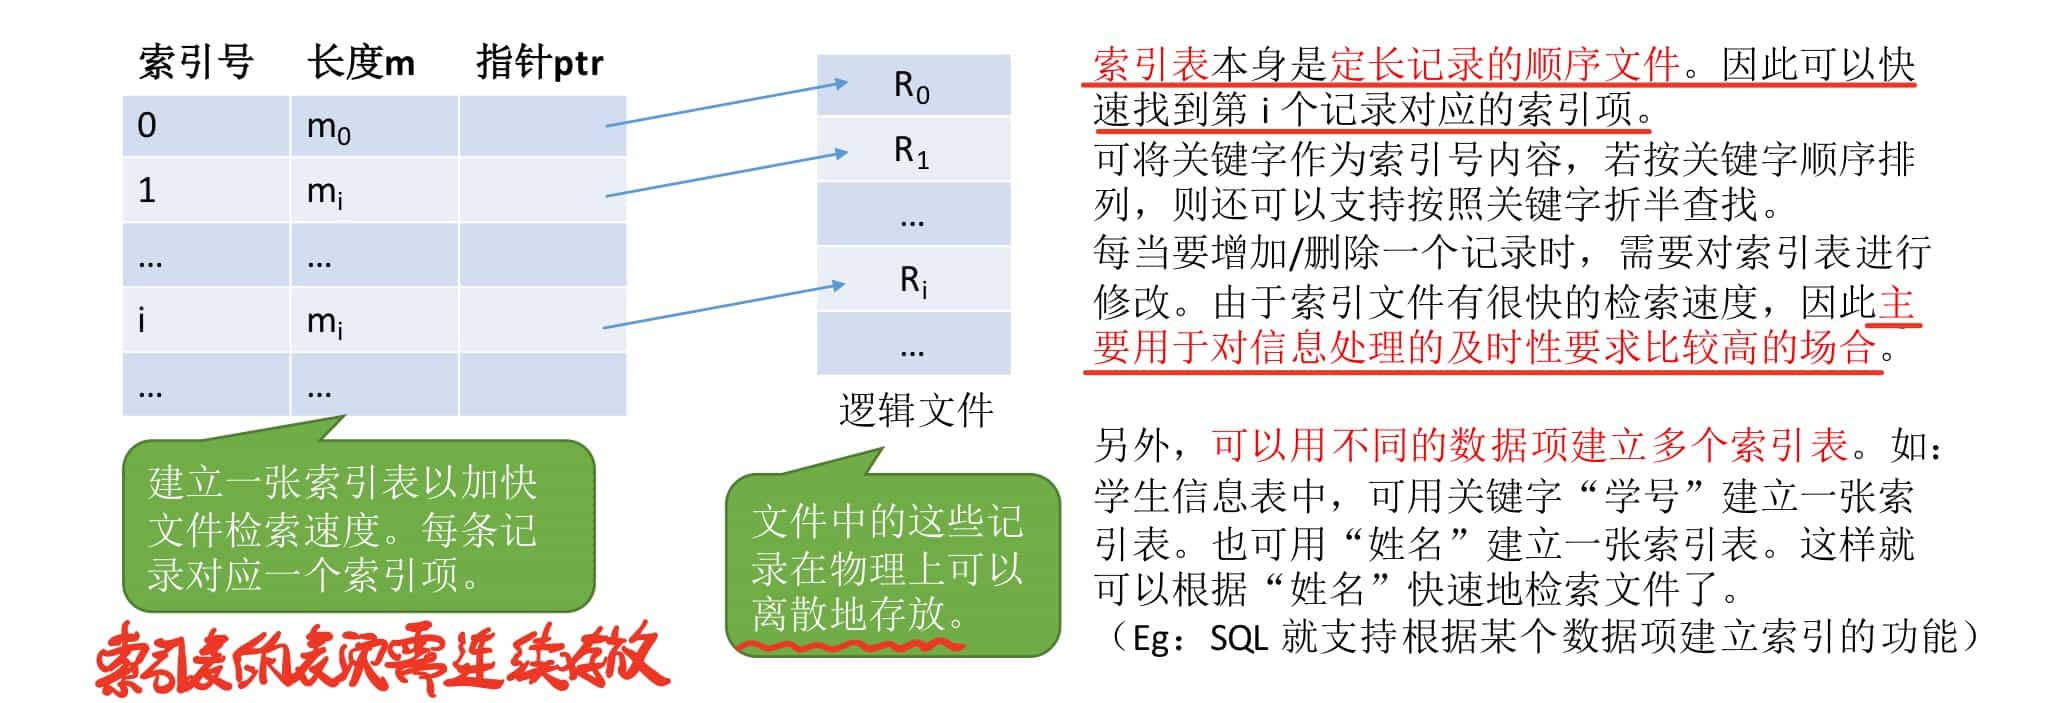 索引号 长度m 指针ptr
0 m0
1 mi
... ...
i mi
... ...
R0
R1
...
Ri
...
逻辑文件
建立一张索引表以加快
文件检索速度。每条记
录对应一个索引项。
文件中的这些记
录在物理上可以
离散地存放。
索引表的表项需连续存放
索引表本身是定长记录的顺序文件。因此可以快
速找到第 i 个记录对应的索引项。
可将关键字作为索引号内容，若按关键字顺序排
列，则还可以支持按照关键字折半查找。
每当要增加/删除一个记录时，需要对索引表进行
修改。由于索引文件有很快的检索速度，因此主
要用于对信息处理的及时性要求比较高的场合。
另外，可以用不同的数据项建立多个索引表。如：
学生信息表中，可用关键字“学号”建立一张索
引表。也可用“姓名”建立一张索引表。这样就
可以根据“姓名”快速地检索文件了。
（Eg：SQL 就支持根据某个数据项建立索引的功能）